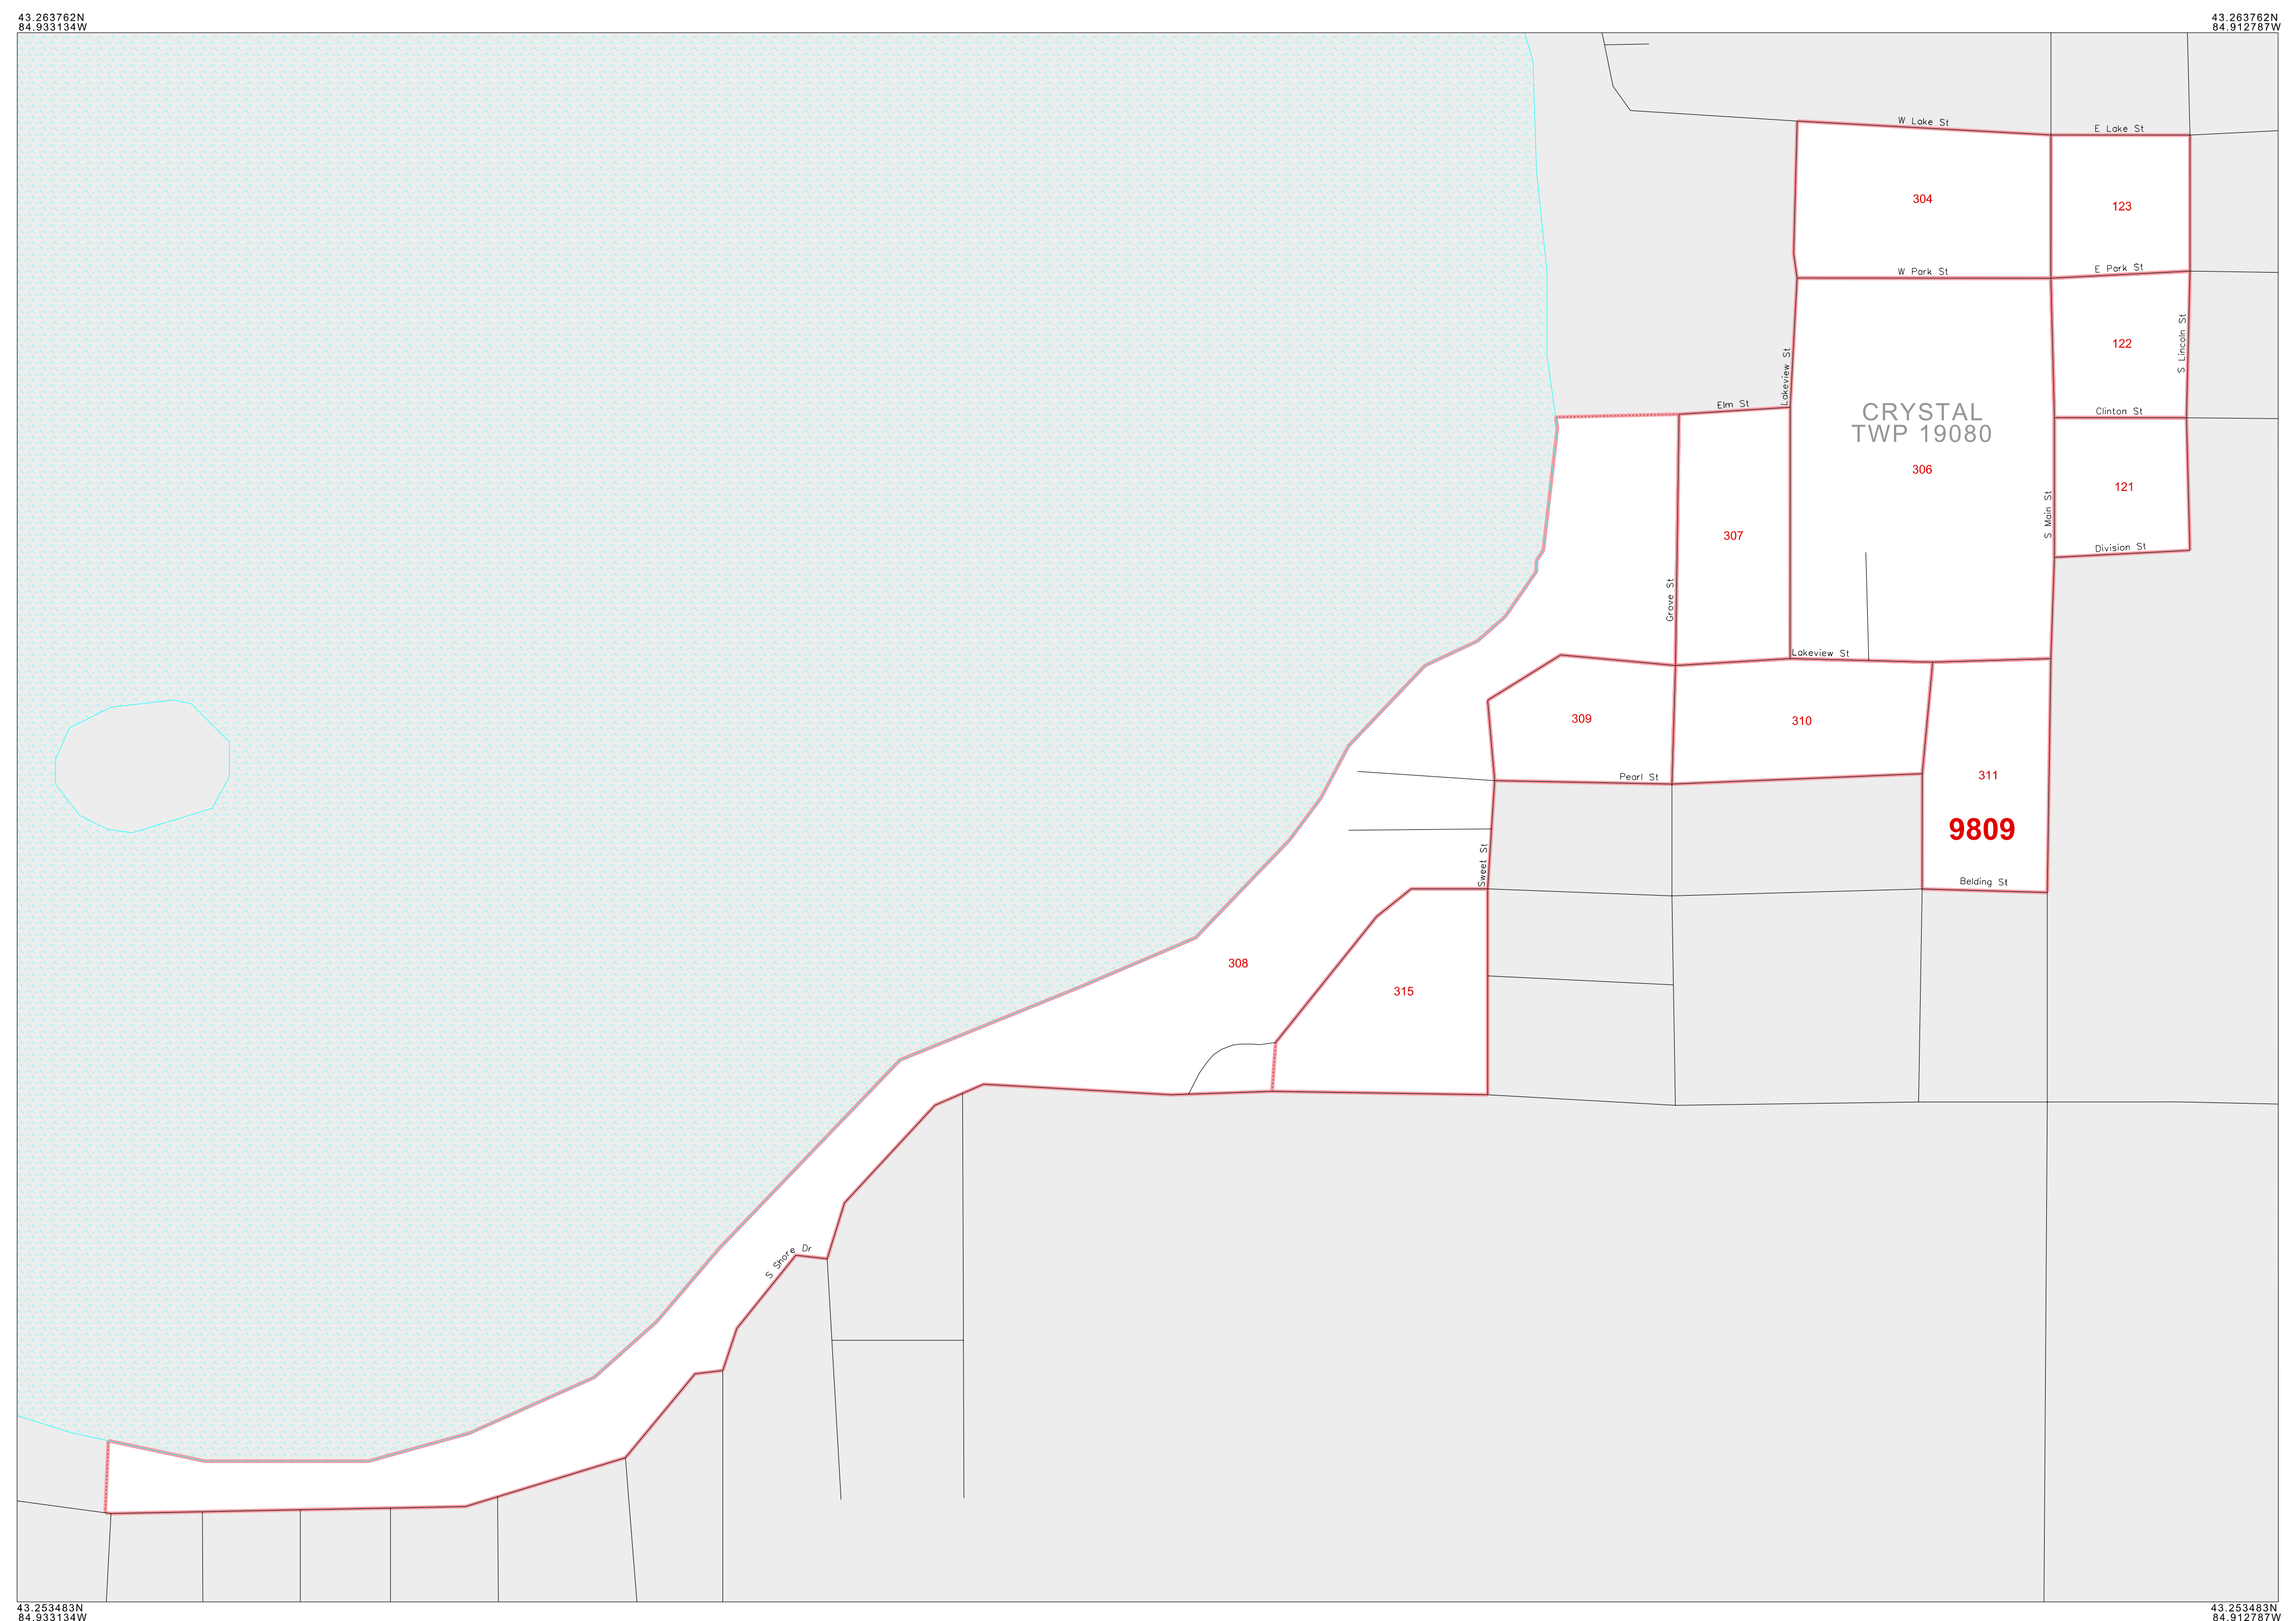 43.263762N
84.933134W
43.263762N
84.912787W
W Lake St
E Lake St
304
123
W Park St
E Park St
S Lincoln St
122
Lakeview St
Elm St
CRYSTAL
TWP 19080
Clinton St
306
121
S Main St
307
Division St
Grove St
Lakeview St
309
310
Pearl St
311
9809
Sweet St
Belding St
308
315
S Shore Dr
43.253483N
84.933134W
43.253483N
84.912787W